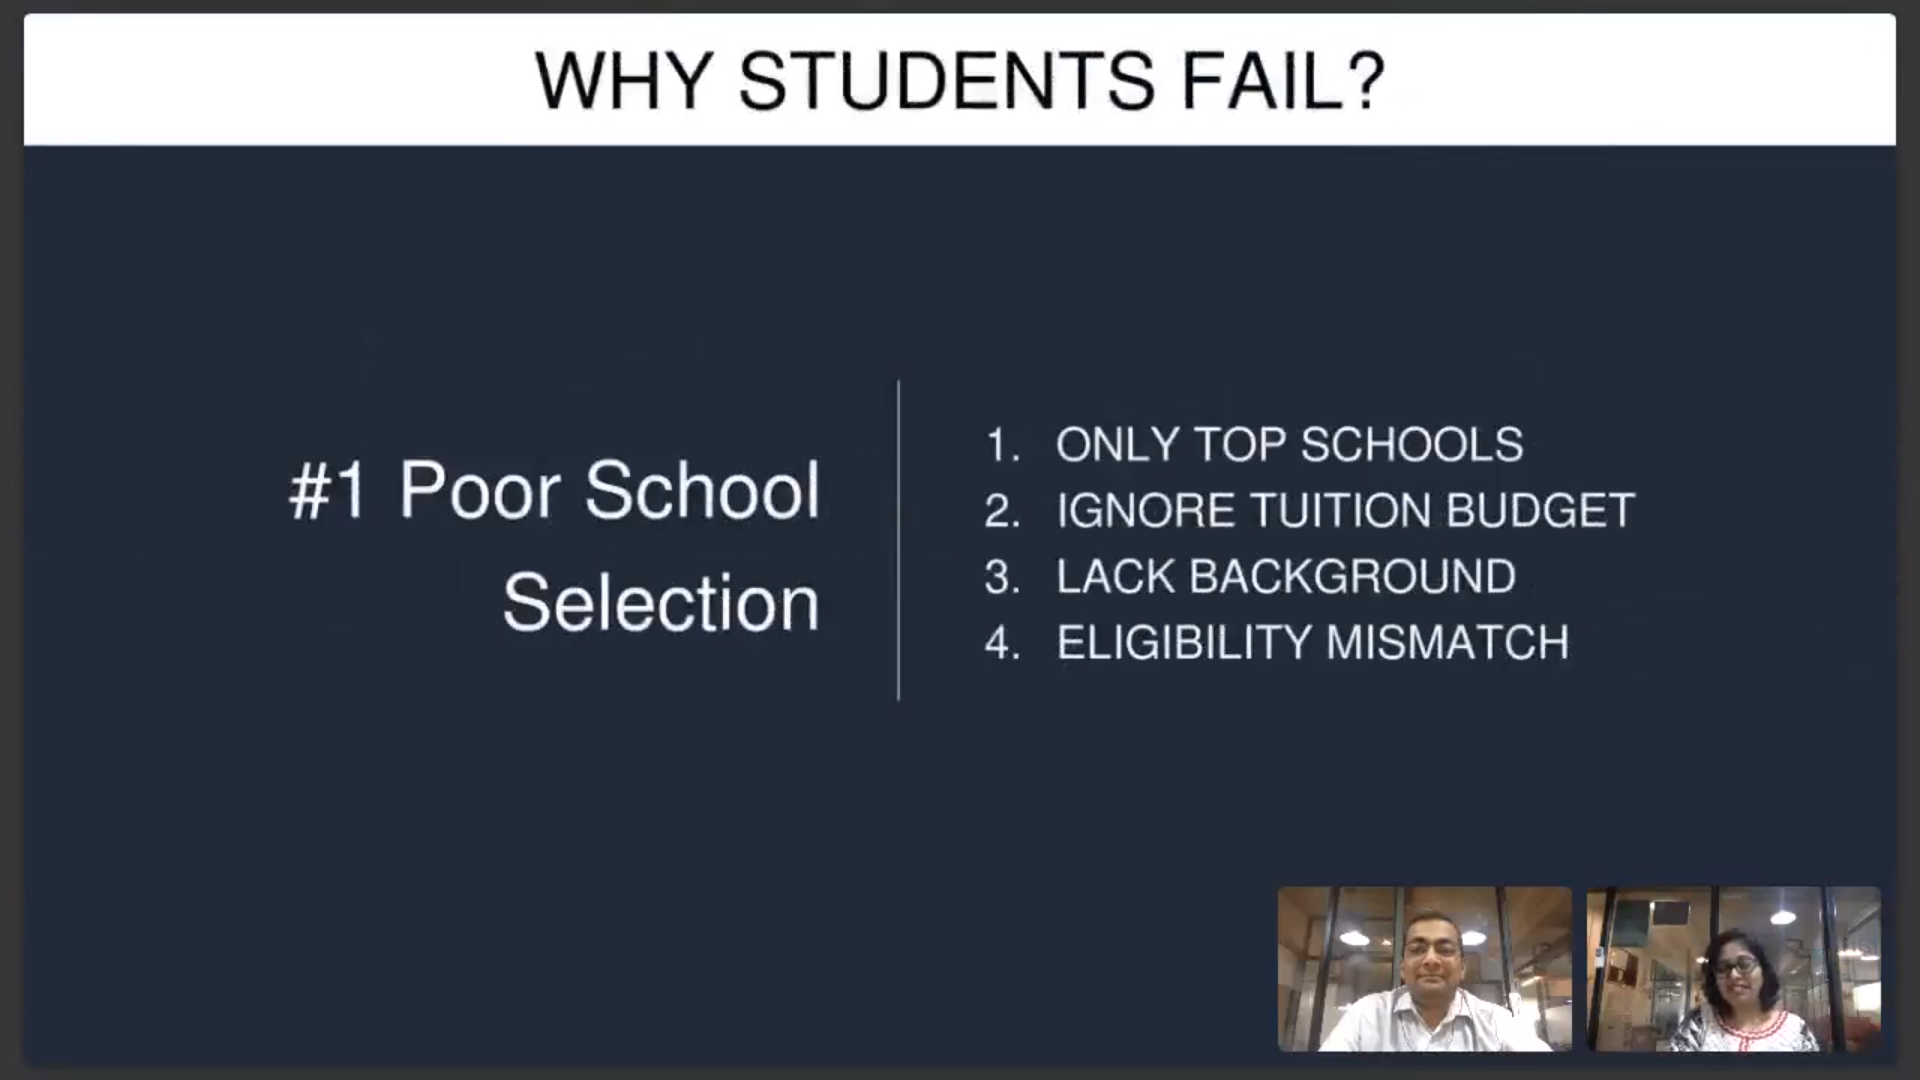 WHY STUDENTS FAIL?
#1 Poor School
Selection
1. ONLY TOP SCHOOLS
2. IGNORE TUITION BUDGET
3. LACK BACKGROUND
4. ELIGIBILITY MISMATCH